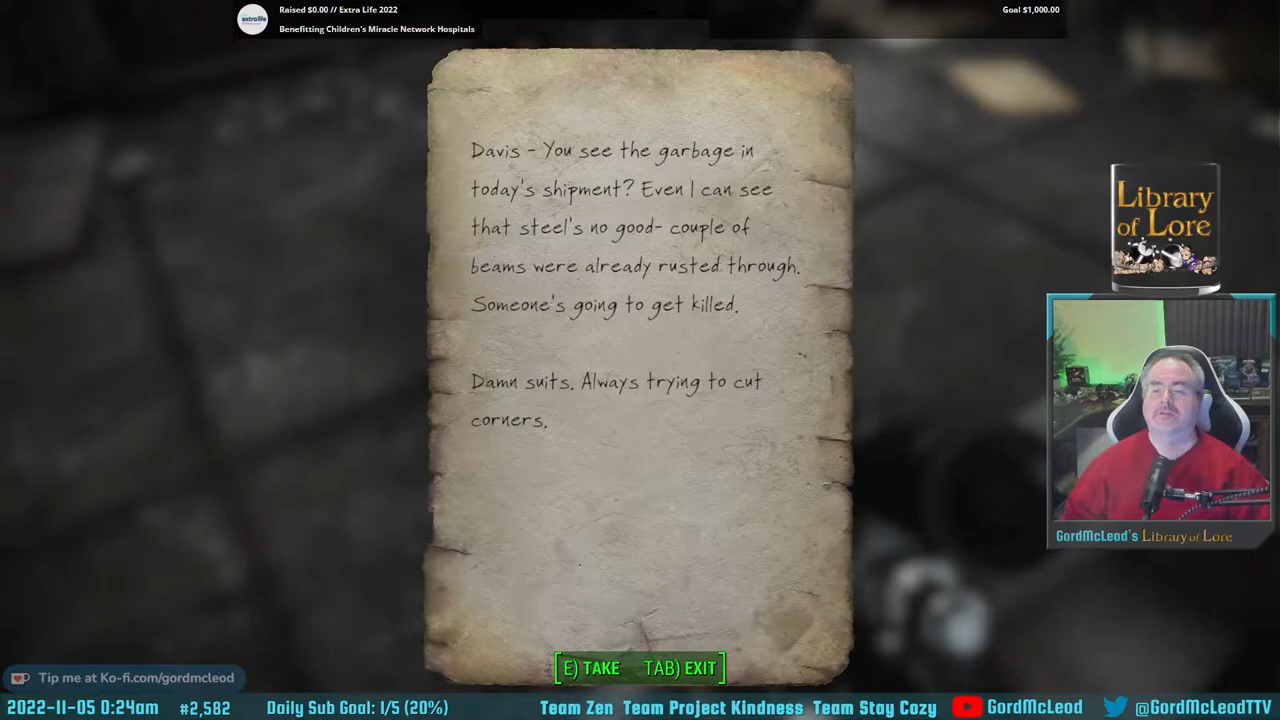 Raised $0.00 // Extra Life 2022
Goal $1,000.00
extralife
Benefitting Children's Miracle Network Hospitals
Davis - You see the garbage in
today's shipment? Even I can see
that steel's no good- couple of
beams were already rusted through.
Someone's going to get killed.
Damn suits. Always trying to cut
corners.
Library
of Lore
GordMcLeod's Library of Lore
E) TAKE TAB) EXIT
Tip me at Ko-fi.com/gordmcleod
2022-11-05 0:24am #2,582 Daily Sub Goal: 1/5 (20%) Team Zen Team Project Kindness Team Stay Cozy GordMcLeod @GordMcLeodTTV